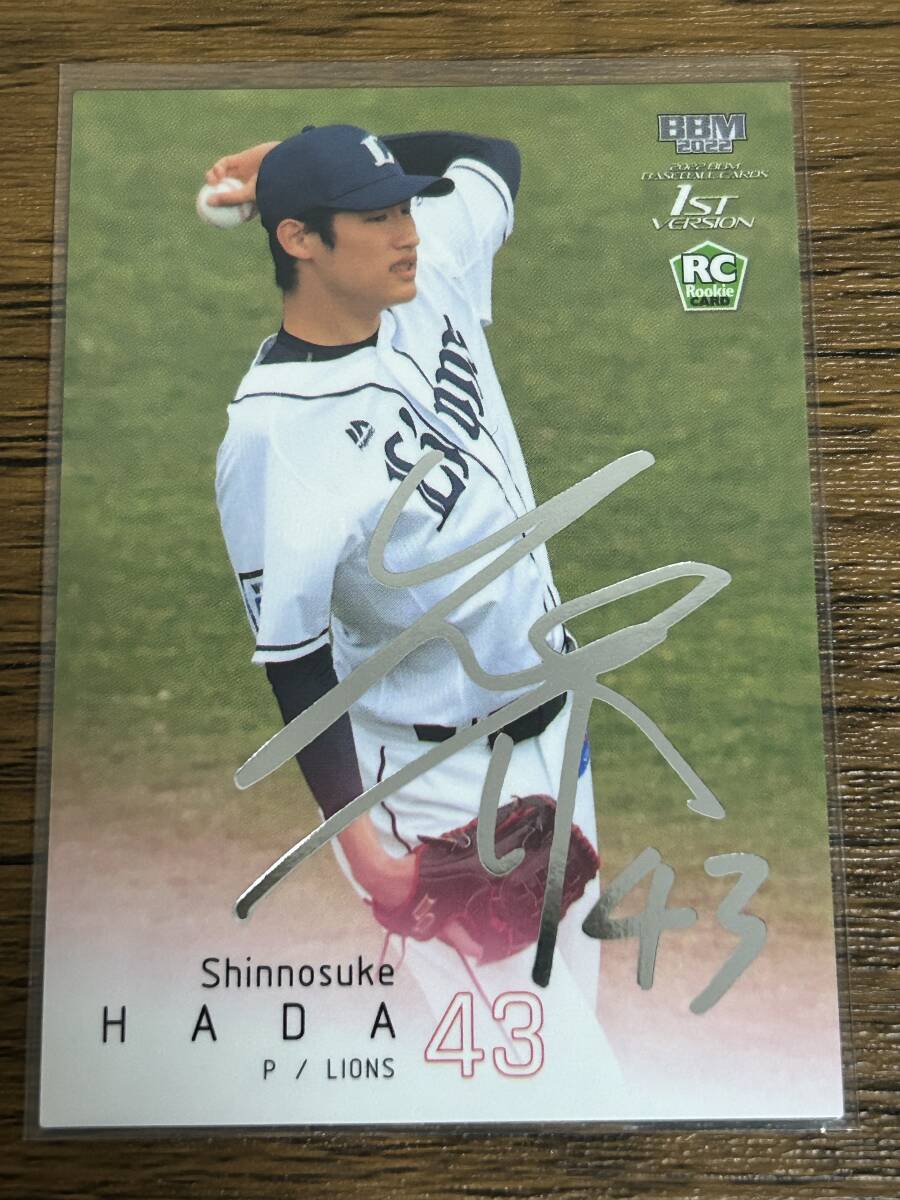 BBM
2022
2022 BBM
BASEBALL CARDS
1ST
VERSION
RC
Rookie
CARD
L
Lions
43
Shinnosuke
HADA 43
P / LIONS